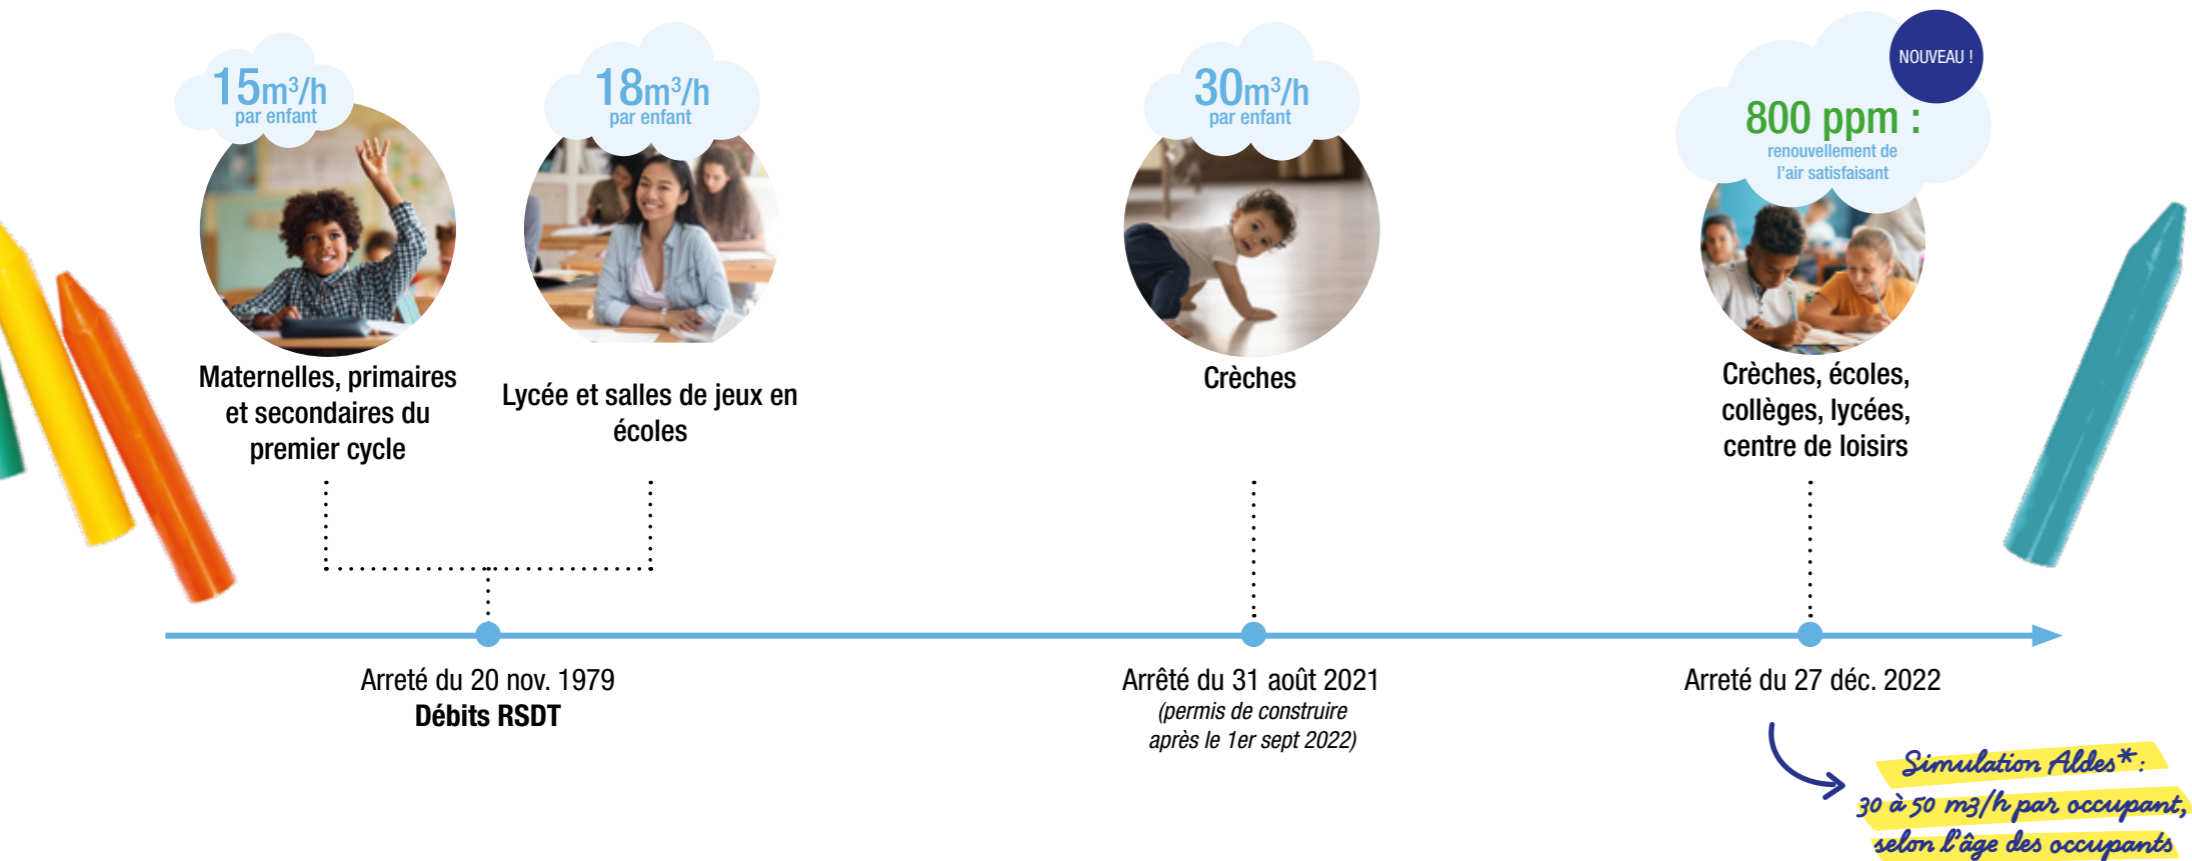 15m³/h
par enfant
18m³/h
par enfant
30m³/h
par enfant
NOUVEAU !
800 ppm :
renouvellement de
l'air satisfaisant
Maternelles, primaires
et secondaires du
premier cycle
Lycée et salles de jeux en
écoles
Crèches
Crèches, écoles,
collèges, lycées,
centre de loisirs
Arreté du 20 nov. 1979
Débits RSDT
Arrêté du 31 août 2021
(permis de construire
après le 1er sept 2022)
Arreté du 27 déc. 2022
Simulation Aldes* :
30 à 50 m3/h par occupant,
selon l'âge des occupants